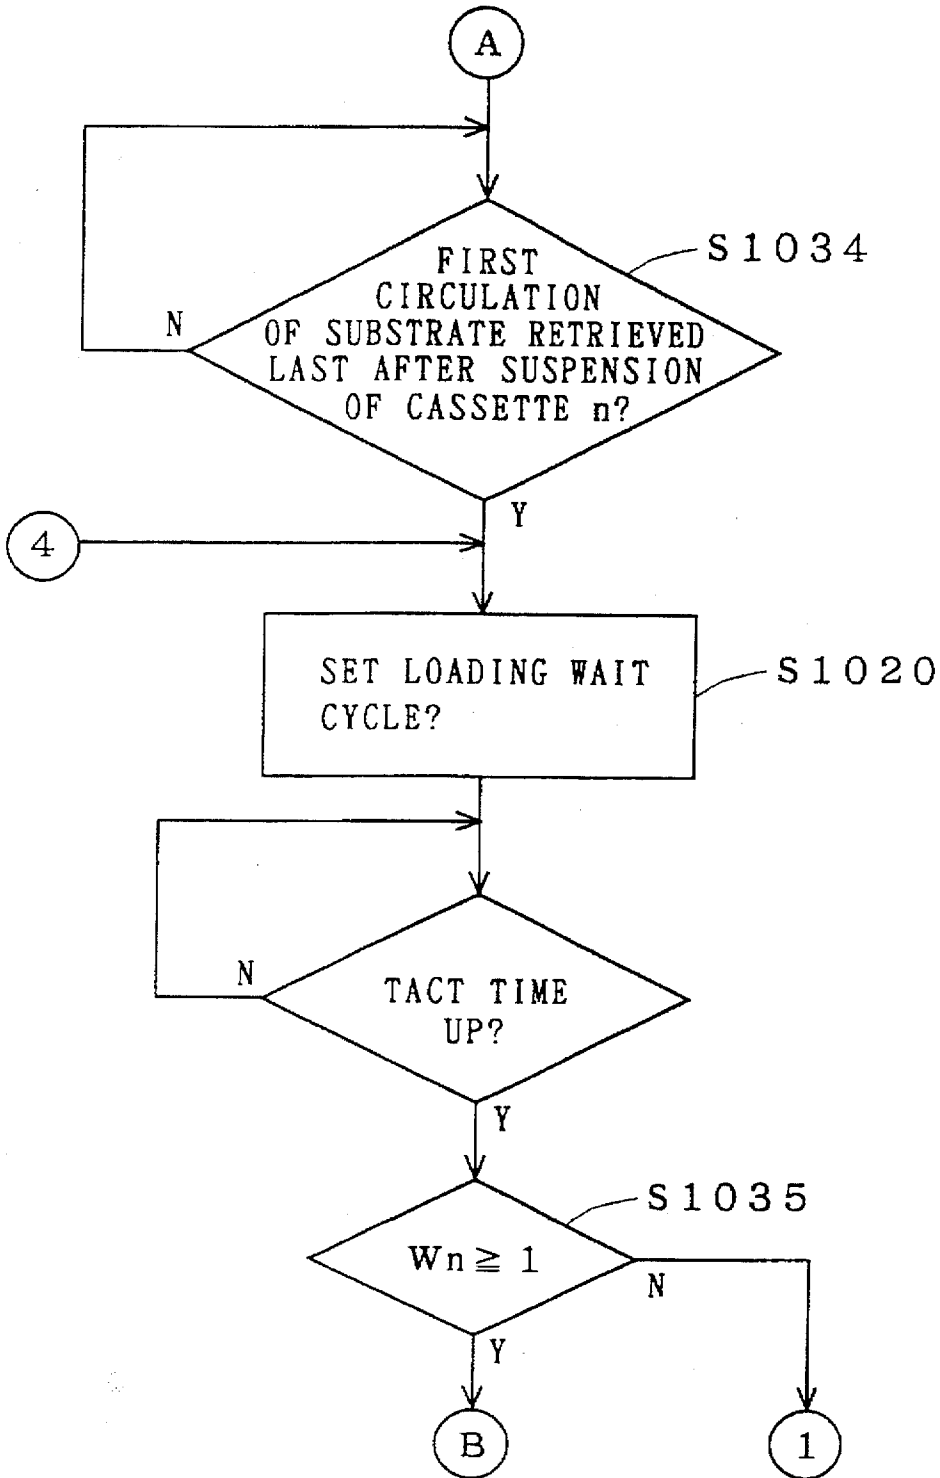 A
S1034
FIRST
CIRCULATION
OF SUBSTRATE RETRIEVED
LAST AFTER SUSPENSION
OF CASSETTE n?
N
Y
4
SET LOADING WAIT
CYCLE?
S1020
N
TACT TIME
UP?
Y
S1035
Wn ≧ 1
N
Y
B
1